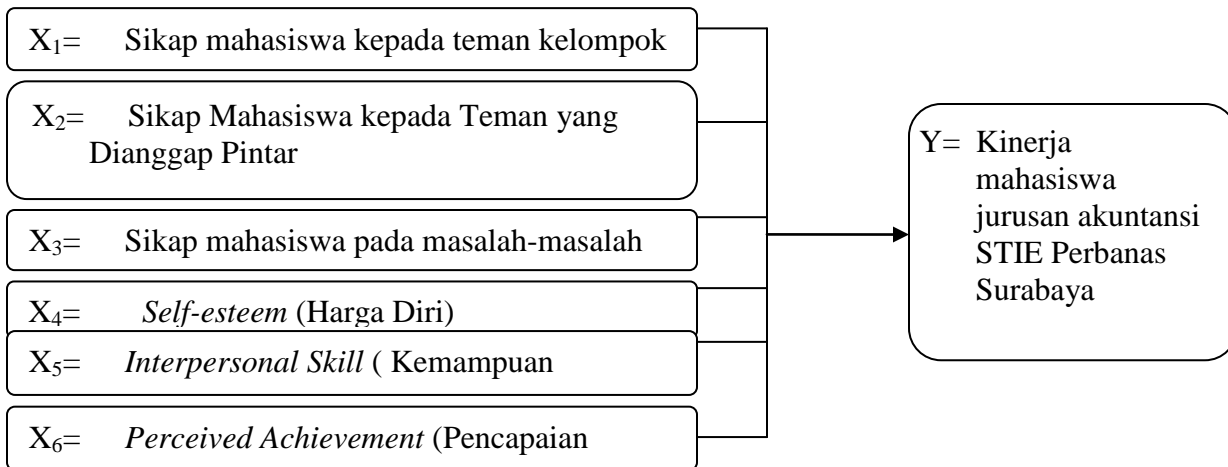 X₁= Sikap mahasiswa kepada teman kelompok
X₂= Sikap Mahasiswa kepada Teman yang
Dianggap Pintar
X₃= Sikap mahasiswa pada masalah-masalah
X₄= Self-esteem (Harga Diri)
X₅= Interpersonal Skill ( Kemampuan
X₆= Perceived Achievement (Pencapaian
Y= Kinerja
mahasiswa
jurusan akuntansi
STIE Perbanas
Surabaya